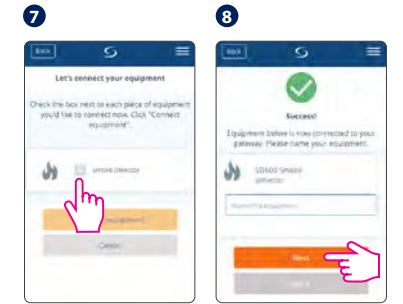 7
8
Back
Let's connect your equipment
Check the box next to each piece of equipment
you'd like to connect now. Click "Connect
equipment".
Smoke Detector
equipment
Cancel
Back
Success!
Equipment below is now connected to your
gateway. Please name your equipment.
SD600 Smoke
Detector
Next